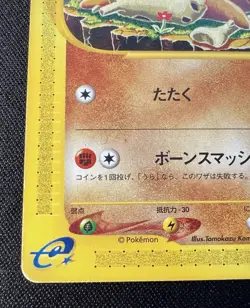 たたく
ボーンスマッシ
コインを1回投げ、「うら」なら、このワザは失敗する。
弱点 抵抗力 -30
© Pokémon Illus. Tomokazu Kom
e